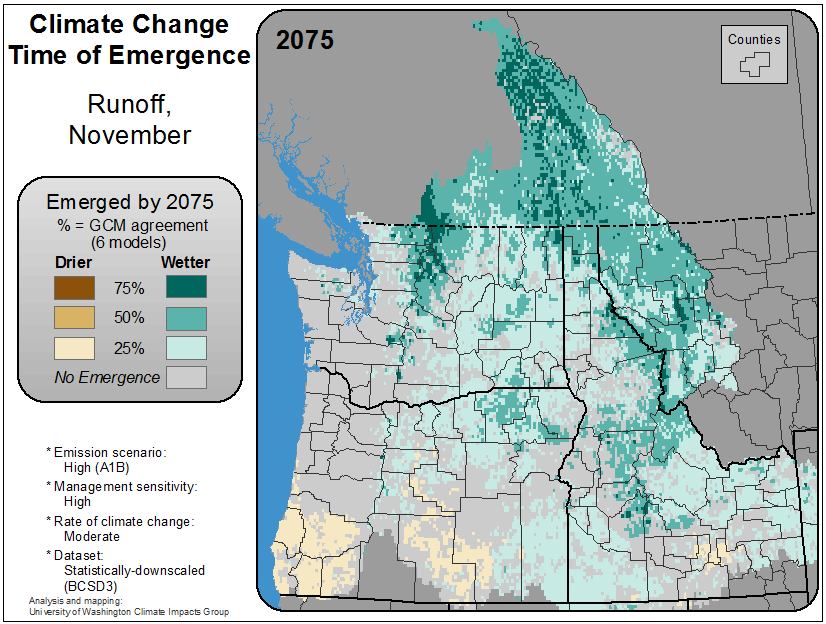 Climate Change
Time of Emergence
Runoff,
November
Emerged by 2075
% = GCM agreement
(6 models)
Drier Wetter
75%
50%
25%
No Emergence
* Emission scenario:
High (A1B)
* Management sensitivity:
High
* Rate of climate change:
Moderate
* Dataset:
Statistically-downscaled
(BCSD3)
Analysis and mapping:
University of Washington Climate Impacts Group
2075
Counties